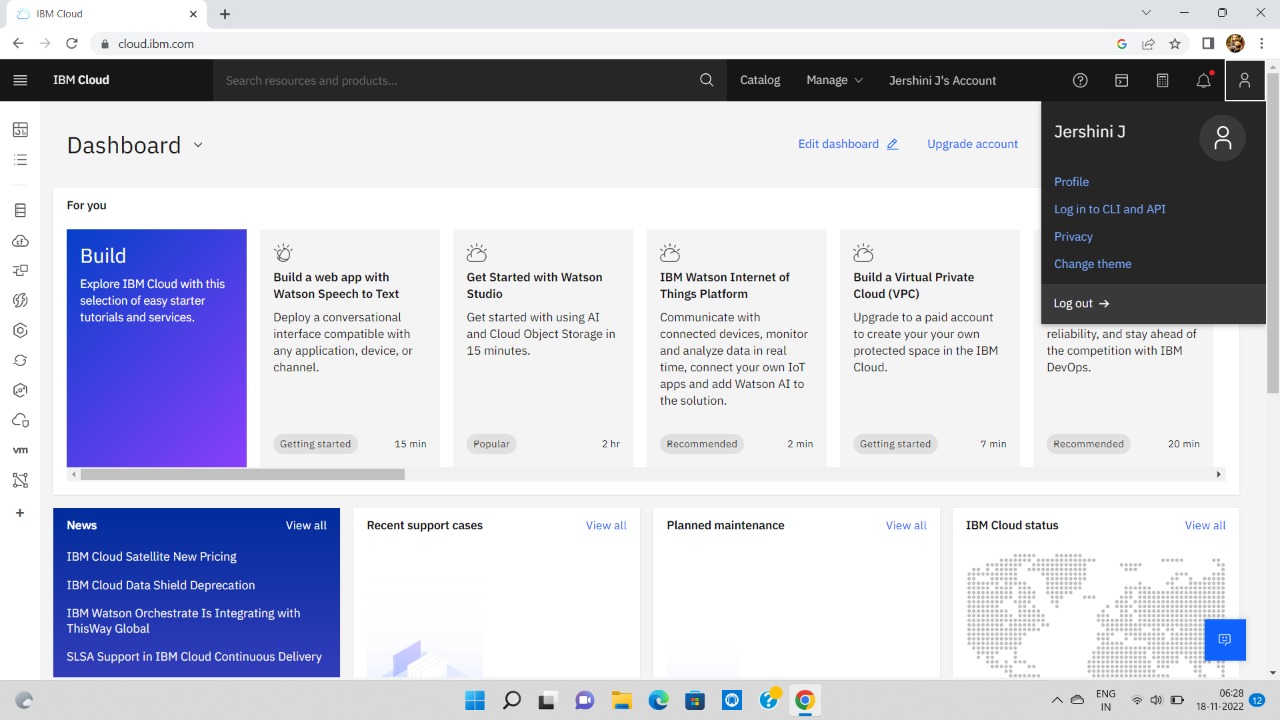 IBM Cloud
cloud.ibm.com
IBM Cloud
Search resources and products...
Catalog
Manage
Jershini J's Account
Jershini J
Profile
Log in to CLI and API
Privacy
Change theme
Log out →
Dashboard
Edit dashboard
Upgrade account
For you
Build
Explore IBM Cloud with this
selection of easy starter
tutorials and services.
Build a web app with
Watson Speech to Text
Deploy a conversational
interface compatible with
any application, device, or
channel.
Getting started 15 min
Get Started with Watson
Studio
Get started with using AI
and Cloud Object Storage in
15 minutes.
Popular 2 hr
IBM Watson Internet of
Things Platform
Communicate with
connected devices, monitor
and analyze data in real
time, connect your own IoT
apps and add Watson AI to
the solution.
Recommended 2 min
Build a Virtual Private
Cloud (VPC)
Upgrade to a paid account
to create your your own
protected space in the IBM
Cloud.
Getting started 7 min
reliability, and stay ahead of
the competition with IBM
DevOps.
Recommended 20 min
vm
News View all
IBM Cloud Satellite New Pricing
IBM Cloud Data Shield Deprecation
IBM Watson Orchestrate Is Integrating with
ThisWay Global
SLSA Support in IBM Cloud Continuous Delivery
Recent support cases View all
Planned maintenance View all
IBM Cloud status View all
ENG
IN
06:28
18-11-2022
12